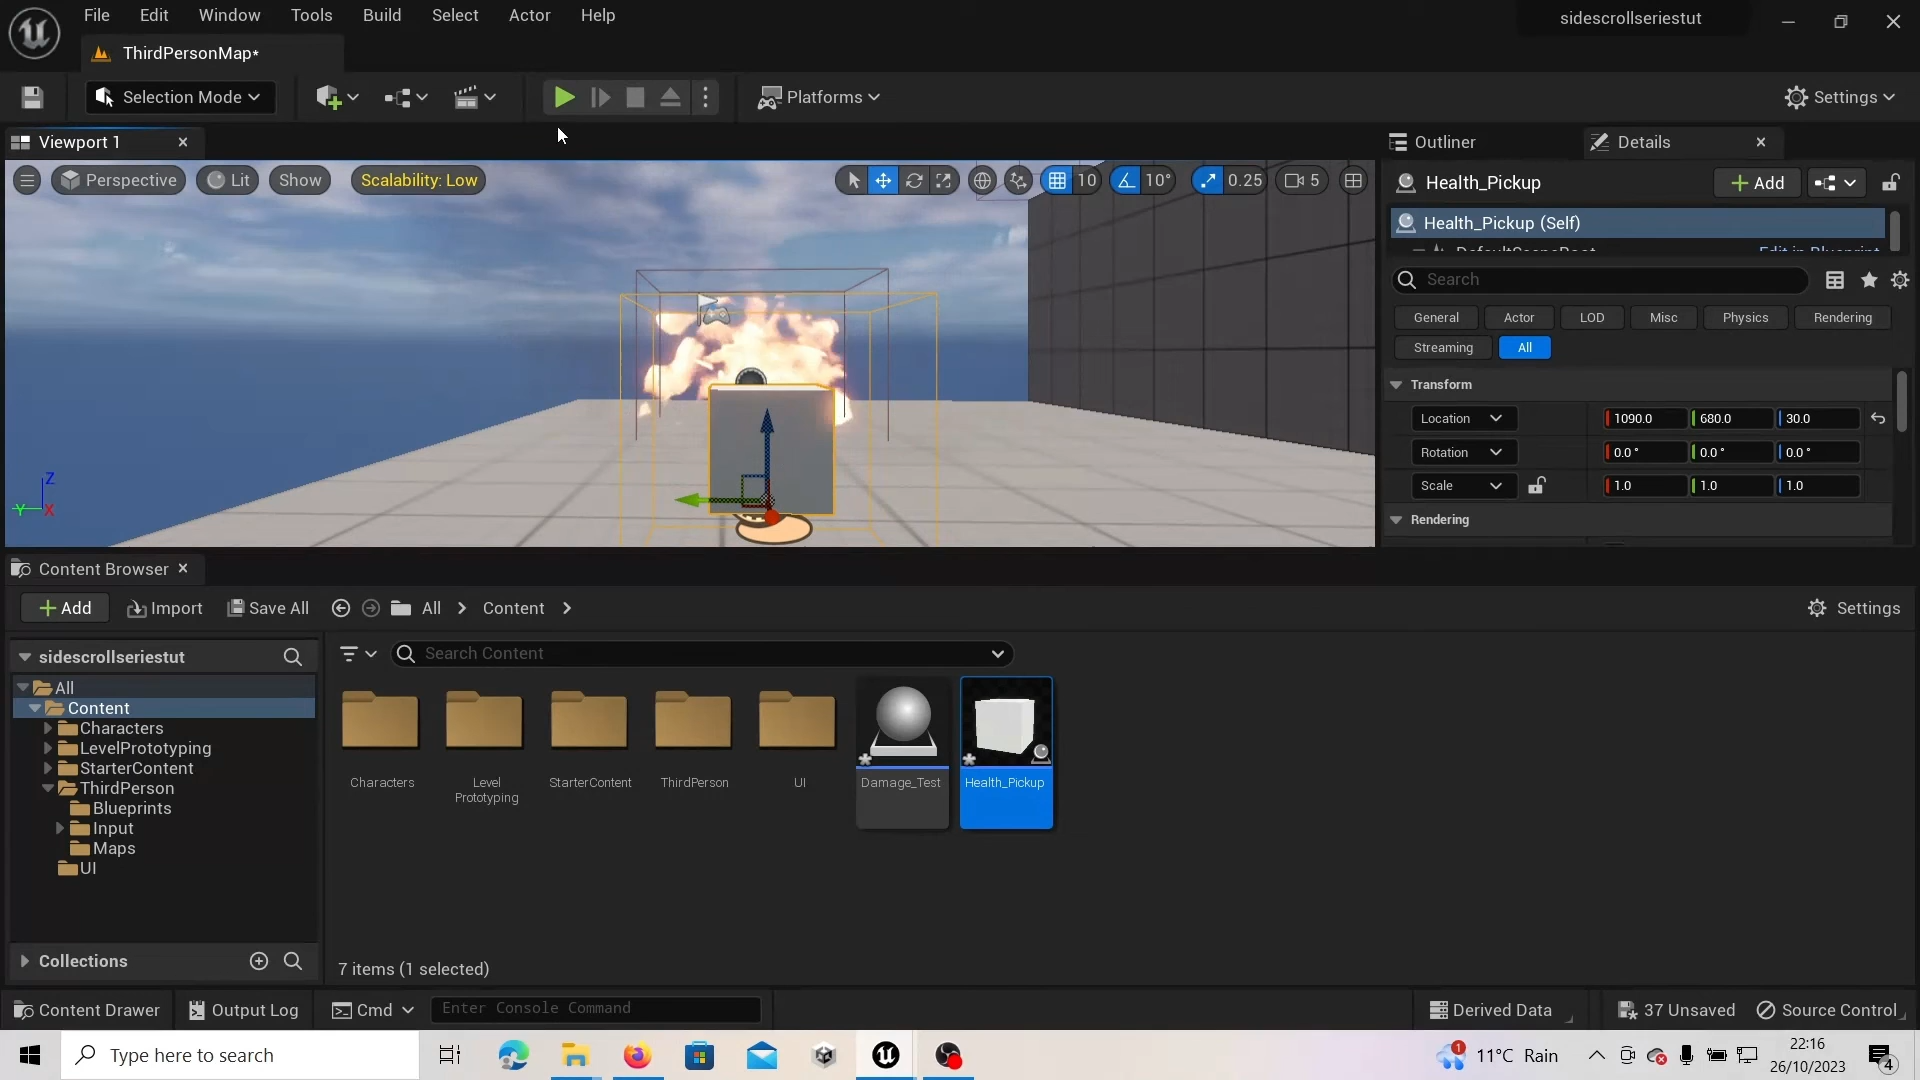 File Edit Window Tools Build Select Actor Help
sidescrollseriestut
ThirdPersonMap*
Selection Mode
Platforms
Settings
Viewport 1
Outliner
Details
Perspective
Lit
Show
Scalability: Low
10
10°
0.25
5
Health_Pickup
Add
Health_Pickup (Self)
Search
General
Actor
LOD
Misc
Physics
Rendering
Streaming
All
Transform
Location
1090.0
680.0
30.0
Rotation
0.0 °
0.0 °
0.0 °
Scale
1.0
1.0
1.0
Rendering
Z
Y
X
Content Browser
Add
Import
Save All
All
Content
Settings
sidescrollseriestut
Search Content
All
Content
Characters
LevelPrototyping
StarterContent
ThirdPerson
Blueprints
Input
Maps
UI
Characters
Level
Prototyping
StarterContent
ThirdPerson
UI
Damage_Test
Health_Pickup
Collections
7 items (1 selected)
Content Drawer
Output Log
Cmd
Enter Console Command
Derived Data
37 Unsaved
Source Control
Type here to search
1
11°C Rain
22:16
26/10/2023
4